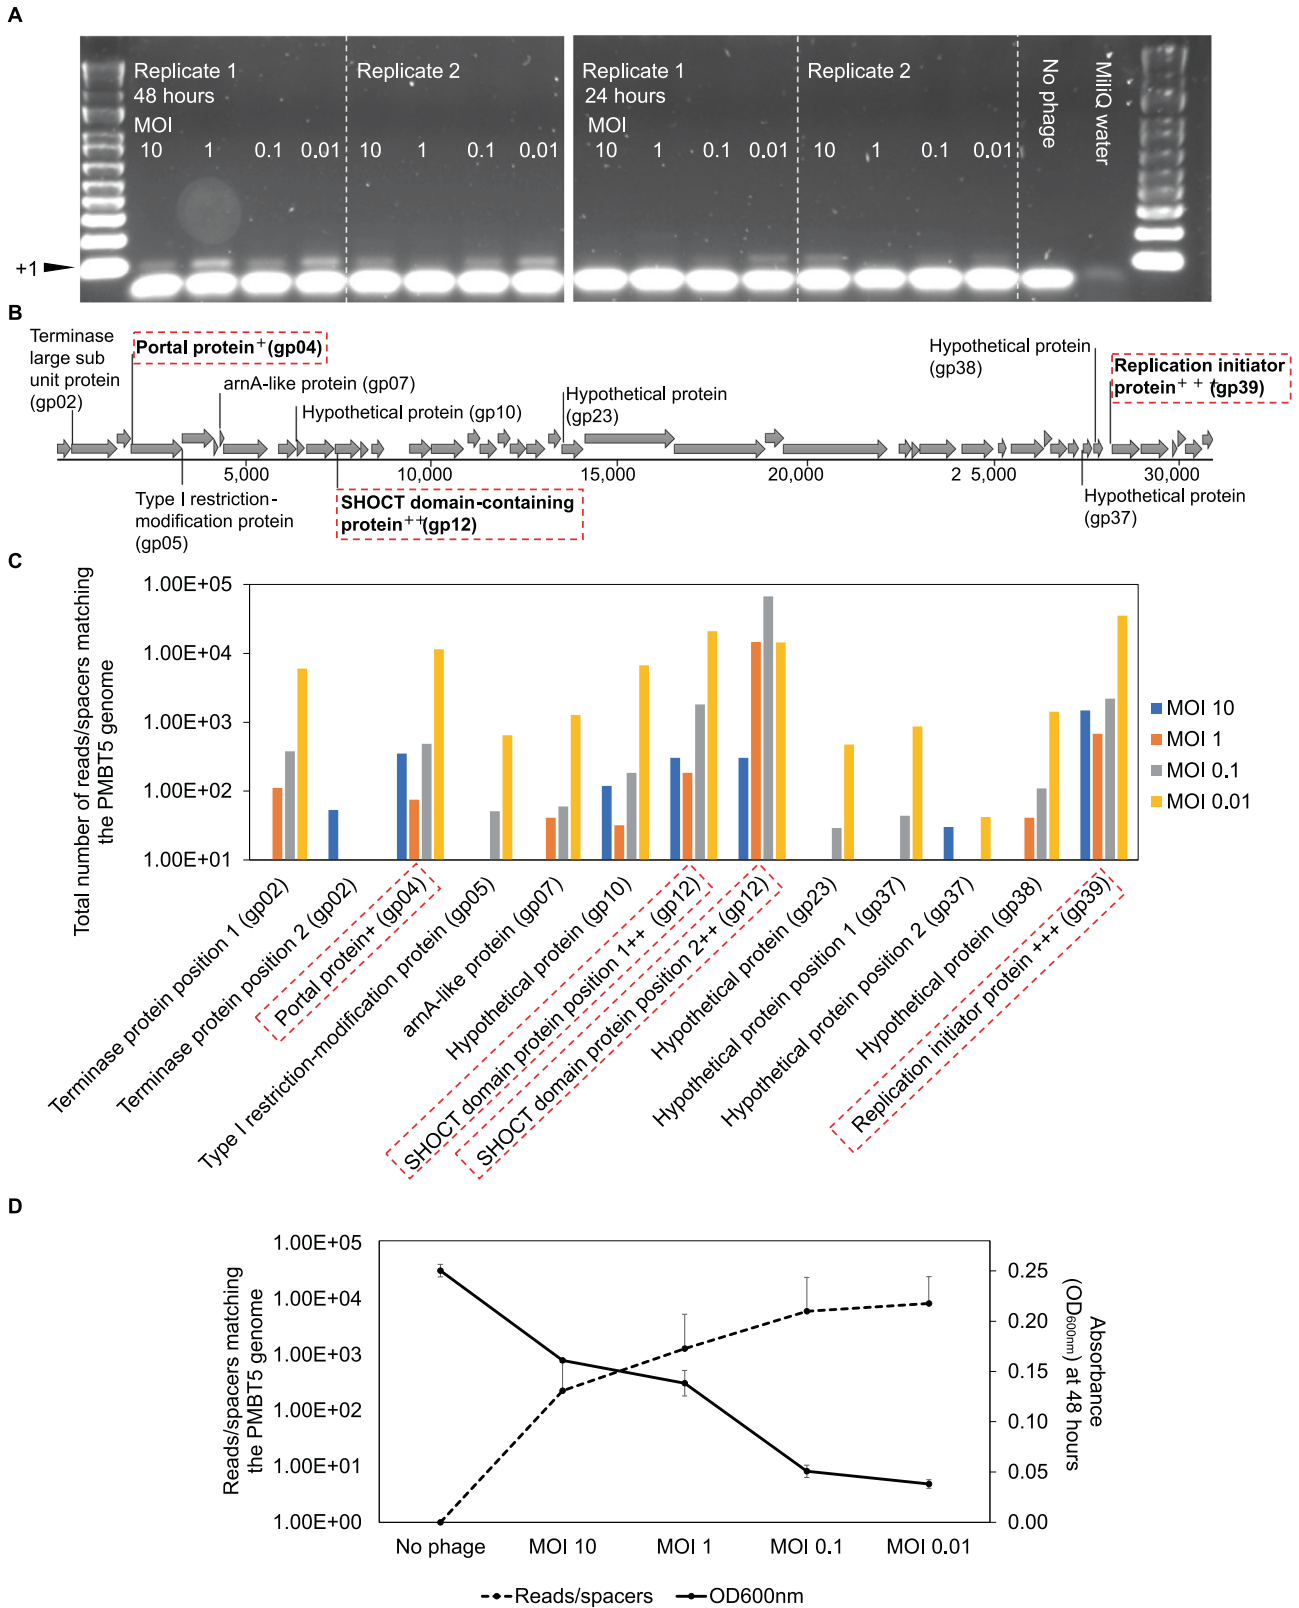 A
Replicate 1
48 hours
MOI
10 1 0.1 0.01
Replicate 2
10 1 0.1 0.01
Replicate 1
24 hours
MOI
10 1 0.1 0.01
Replicate 2
10 1 0.1 0.01
No phage
MiliQ water
+1
B
Terminase
large sub
unit protein
(gp02)
Portal protein+ (gp04)
arnA-like protein (gp07)
Hypothetical protein (gp10)
Hypothetical protein
(gp23)
Hypothetical protein
(gp38)
Replication initiator
protein+++ (gp39)
5,000 10,000 15,000 20,000 2 5,000 30,000
Type I restriction-
modification protein
(gp05)
SHOCT domain-containing
protein++ (gp12)
Hypothetical protein
(gp37)
C
Total number of reads/spacers matching
the PMBT5 genome
1.00E+05
1.00E+04
1.00E+03
1.00E+02
1.00E+01
MOI 10
MOI 1
MOI 0.1
MOI 0.01
Terminase protein position 1 (gp02)
Terminase protein position 2 (gp02)
Portal protein+ (gp04)
Type I restriction-modification protein (gp05)
arnA-like protein (gp07)
Hypothetical protein (gp10)
SHOCT domain protein position 1++ (gp12)
SHOCT domain protein position 2++ (gp12)
Hypothetical protein (gp23)
Hypothetical protein position 1 (gp37)
Hypothetical protein position 2 (gp37)
Hypothetical protein (gp38)
Replication initiator protein +++ (gp39)
D
Reads/spacers matching
the PMBT5 genome
1.00E+05
1.00E+04
1.00E+03
1.00E+02
1.00E+01
1.00E+00
0.25
0.20
0.15
0.10
0.05
0.00
Absorbance
(OD600nm) at 48 hours
No phage MOI 10 MOI 1 MOI 0.1 MOI 0.01
Reads/spacers OD600nm